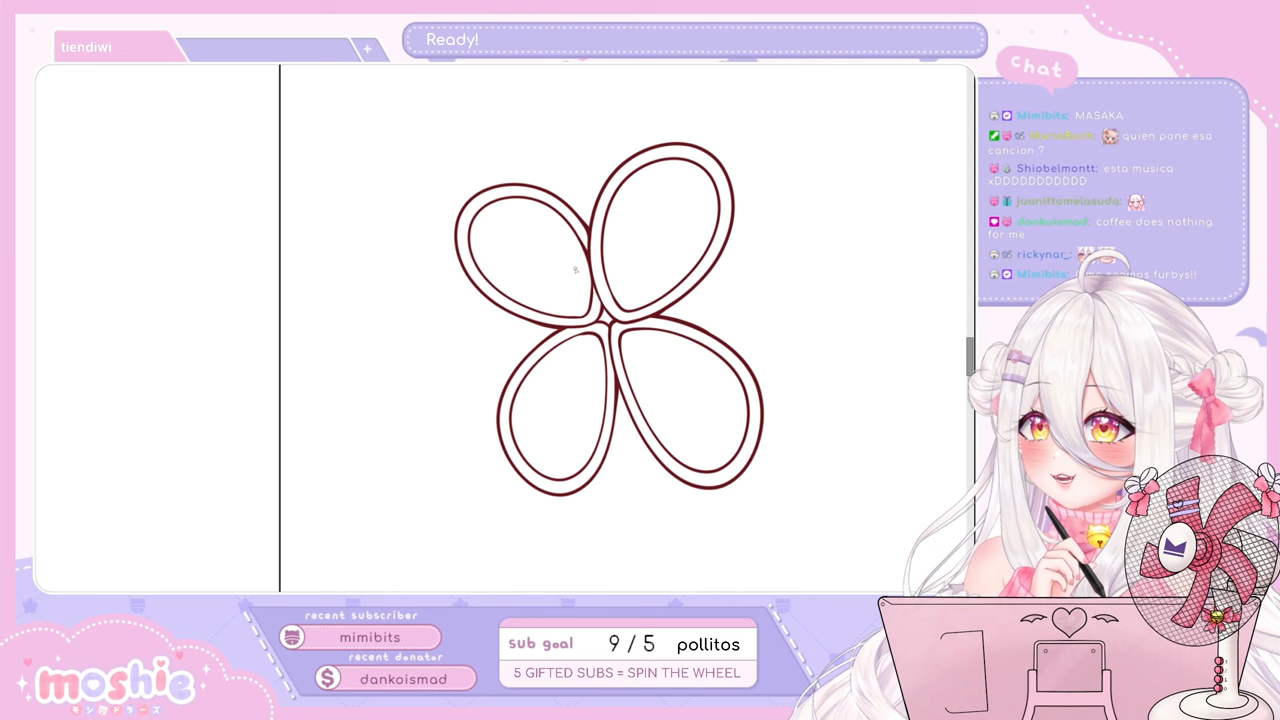 tiendiwi
+
Ready!
chat
Mimibits: MASAKA
quien pone esa
cancion ?
Shiobelmontt: esta musica
xDDDDDDDDDDD
juanittomelasuda:
dankoismad: coffee does nothing
for me
rickynar_:
Mimibits:
furbys!!
recent subscriber
mimibits
recent donator
$ dankoismad
sub goal 9 / 5 pollitos
5 GIFTED SUBS = SPIN THE WHEEL
moshie